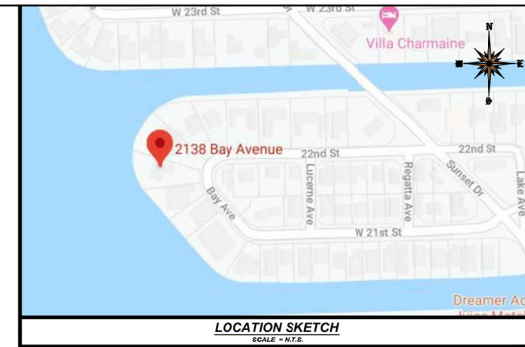 W 23rd St
W 23rd St
N
Villa Charmaine
2138 Bay Avenue
22nd St
22nd St
Sunset Dr
Lake Ave
Lucerne Ave
Regatta Ave
Bay Ave
W 21st St
Dreamer Ad
LOCATION SKETCH
SCALE = N.T.S.